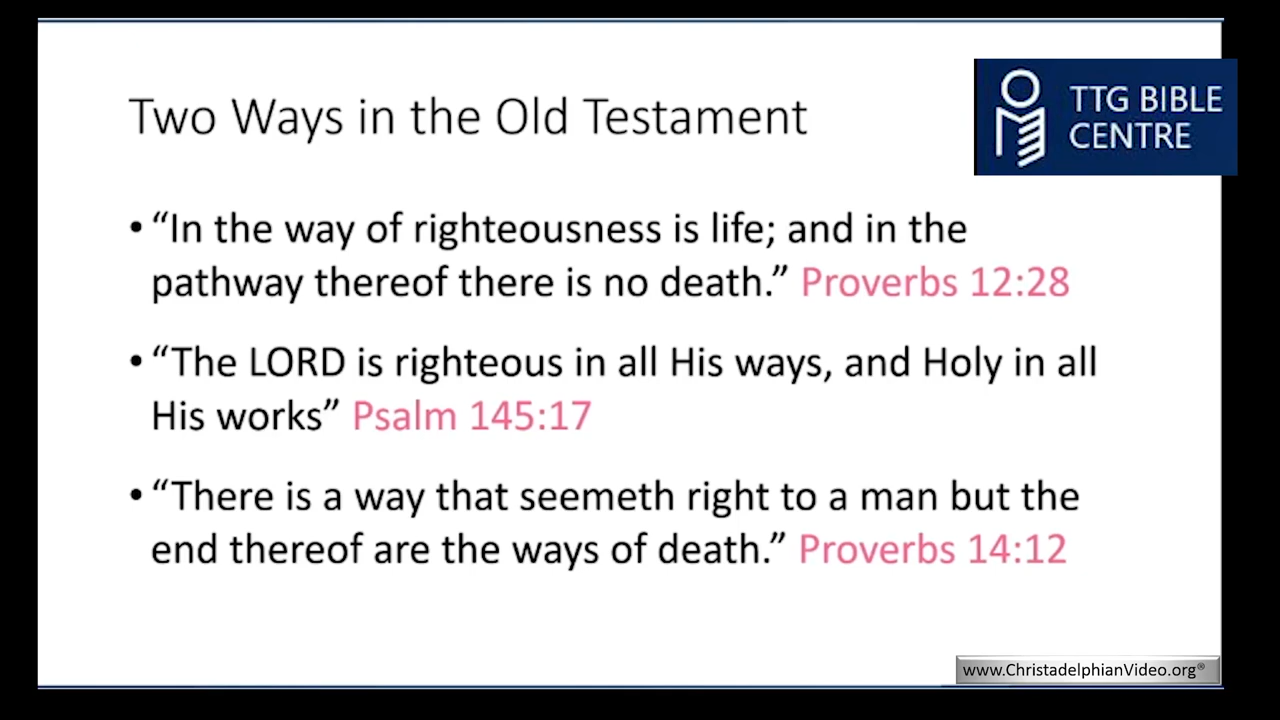 Two Ways in the Old Testament
TTG BIBLE
CENTRE
• “In the way of righteousness is life; and in the
pathway thereof there is no death.” Proverbs 12:28
• “The LORD is righteous in all His ways, and Holy in all
His works” Psalm 145:17
• “There is a way that seemeth right to a man but the
end thereof are the ways of death.” Proverbs 14:12
www.ChristadelphianVideo.org®